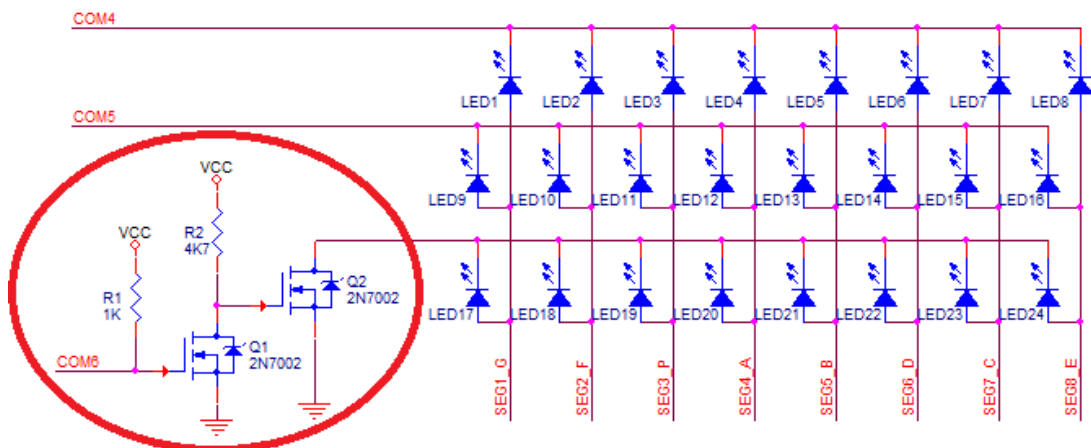 COM4
LED1 LED2 LED3 LED4 LED5 LED6 LED7 LED8
COM5
VCC
LED9 LED10 LED11 LED12 LED13 LED14 LED15 LED16
R2
4K7
VCC
R1
1K
Q2
2N7002
LED17 LED18 LED19 LED20 LED21 LED22 LED23 LED24
Q1
2N7002
COM6
SEG1_G
SEG2_F
SEG3_P
SEG4_A
SEG5_B
SEG6_D
SEG7_C
SEG8_E